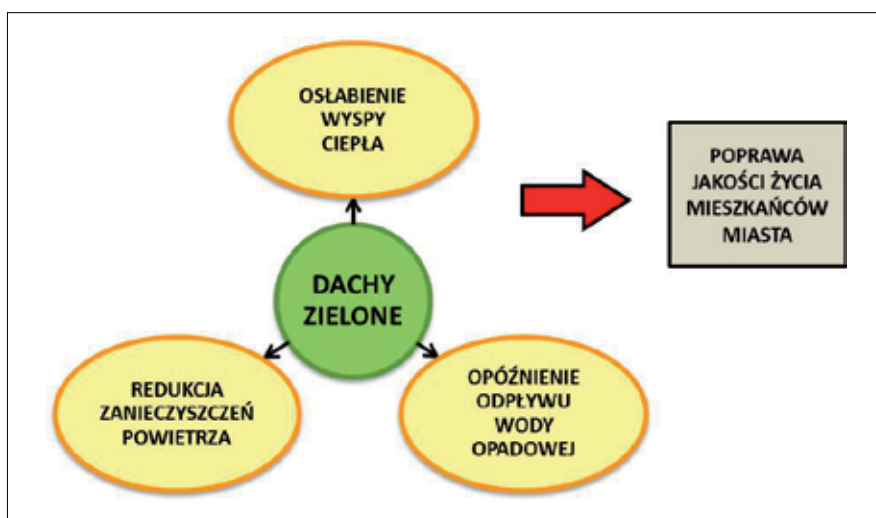 OSŁABIENIE
WYSPY
CIEPŁA
POPRAWA
JAKOŚCI ŻYCIA
MIESZKAŃCÓW
MIASTA
DACHY
ZIELONE
REDUKCJA
ZANIECZYSZCZEŃ
POWIETRZA
OPÓŹNIENIE
ODPŁYWU
WODY
OPADOWEJ